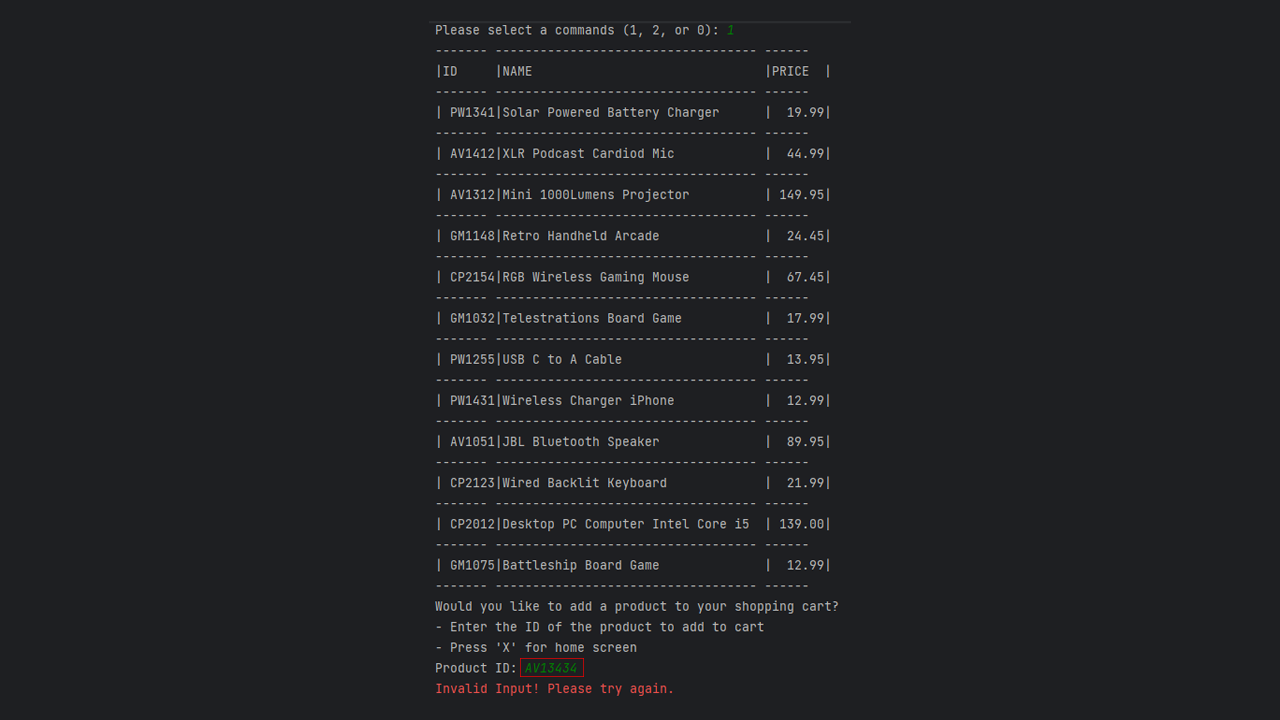 Please select a commands (1, 2, or 0): 1
------- ----------------------------------- ------
|ID     |NAME                               |PRICE  |
------- ----------------------------------- ------
| PW1341|Solar Powered Battery Charger      |  19.99|
------- ----------------------------------- ------
| AV1412|XLR Podcast Cardiod Mic            |  44.99|
------- ----------------------------------- ------
| AV1312|Mini 1000Lumens Projector          | 149.95|
------- ----------------------------------- ------
| GM1148|Retro Handheld Arcade              |  24.45|
------- ----------------------------------- ------
| CP2154|RGB Wireless Gaming Mouse          |  67.45|
------- ----------------------------------- ------
| GM1032|Telestrations Board Game           |  17.99|
------- ----------------------------------- ------
| PW1255|USB C to A Cable                   |  13.95|
------- ----------------------------------- ------
| PW1431|Wireless Charger iPhone            |  12.99|
------- ----------------------------------- ------
| AV1051|JBL Bluetooth Speaker              |  89.95|
------- ----------------------------------- ------
| CP2123|Wired Backlit Keyboard             |  21.99|
------- ----------------------------------- ------
| CP2012|Desktop PC Computer Intel Core i5  | 139.00|
------- ----------------------------------- ------
| GM1075|Battleship Board Game              |  12.99|
------- ----------------------------------- ------
Would you like to add a product to your shopping cart?
- Enter the ID of the product to add to cart
- Press 'X' for home screen
Product ID: AV13434
Invalid Input! Please try again.